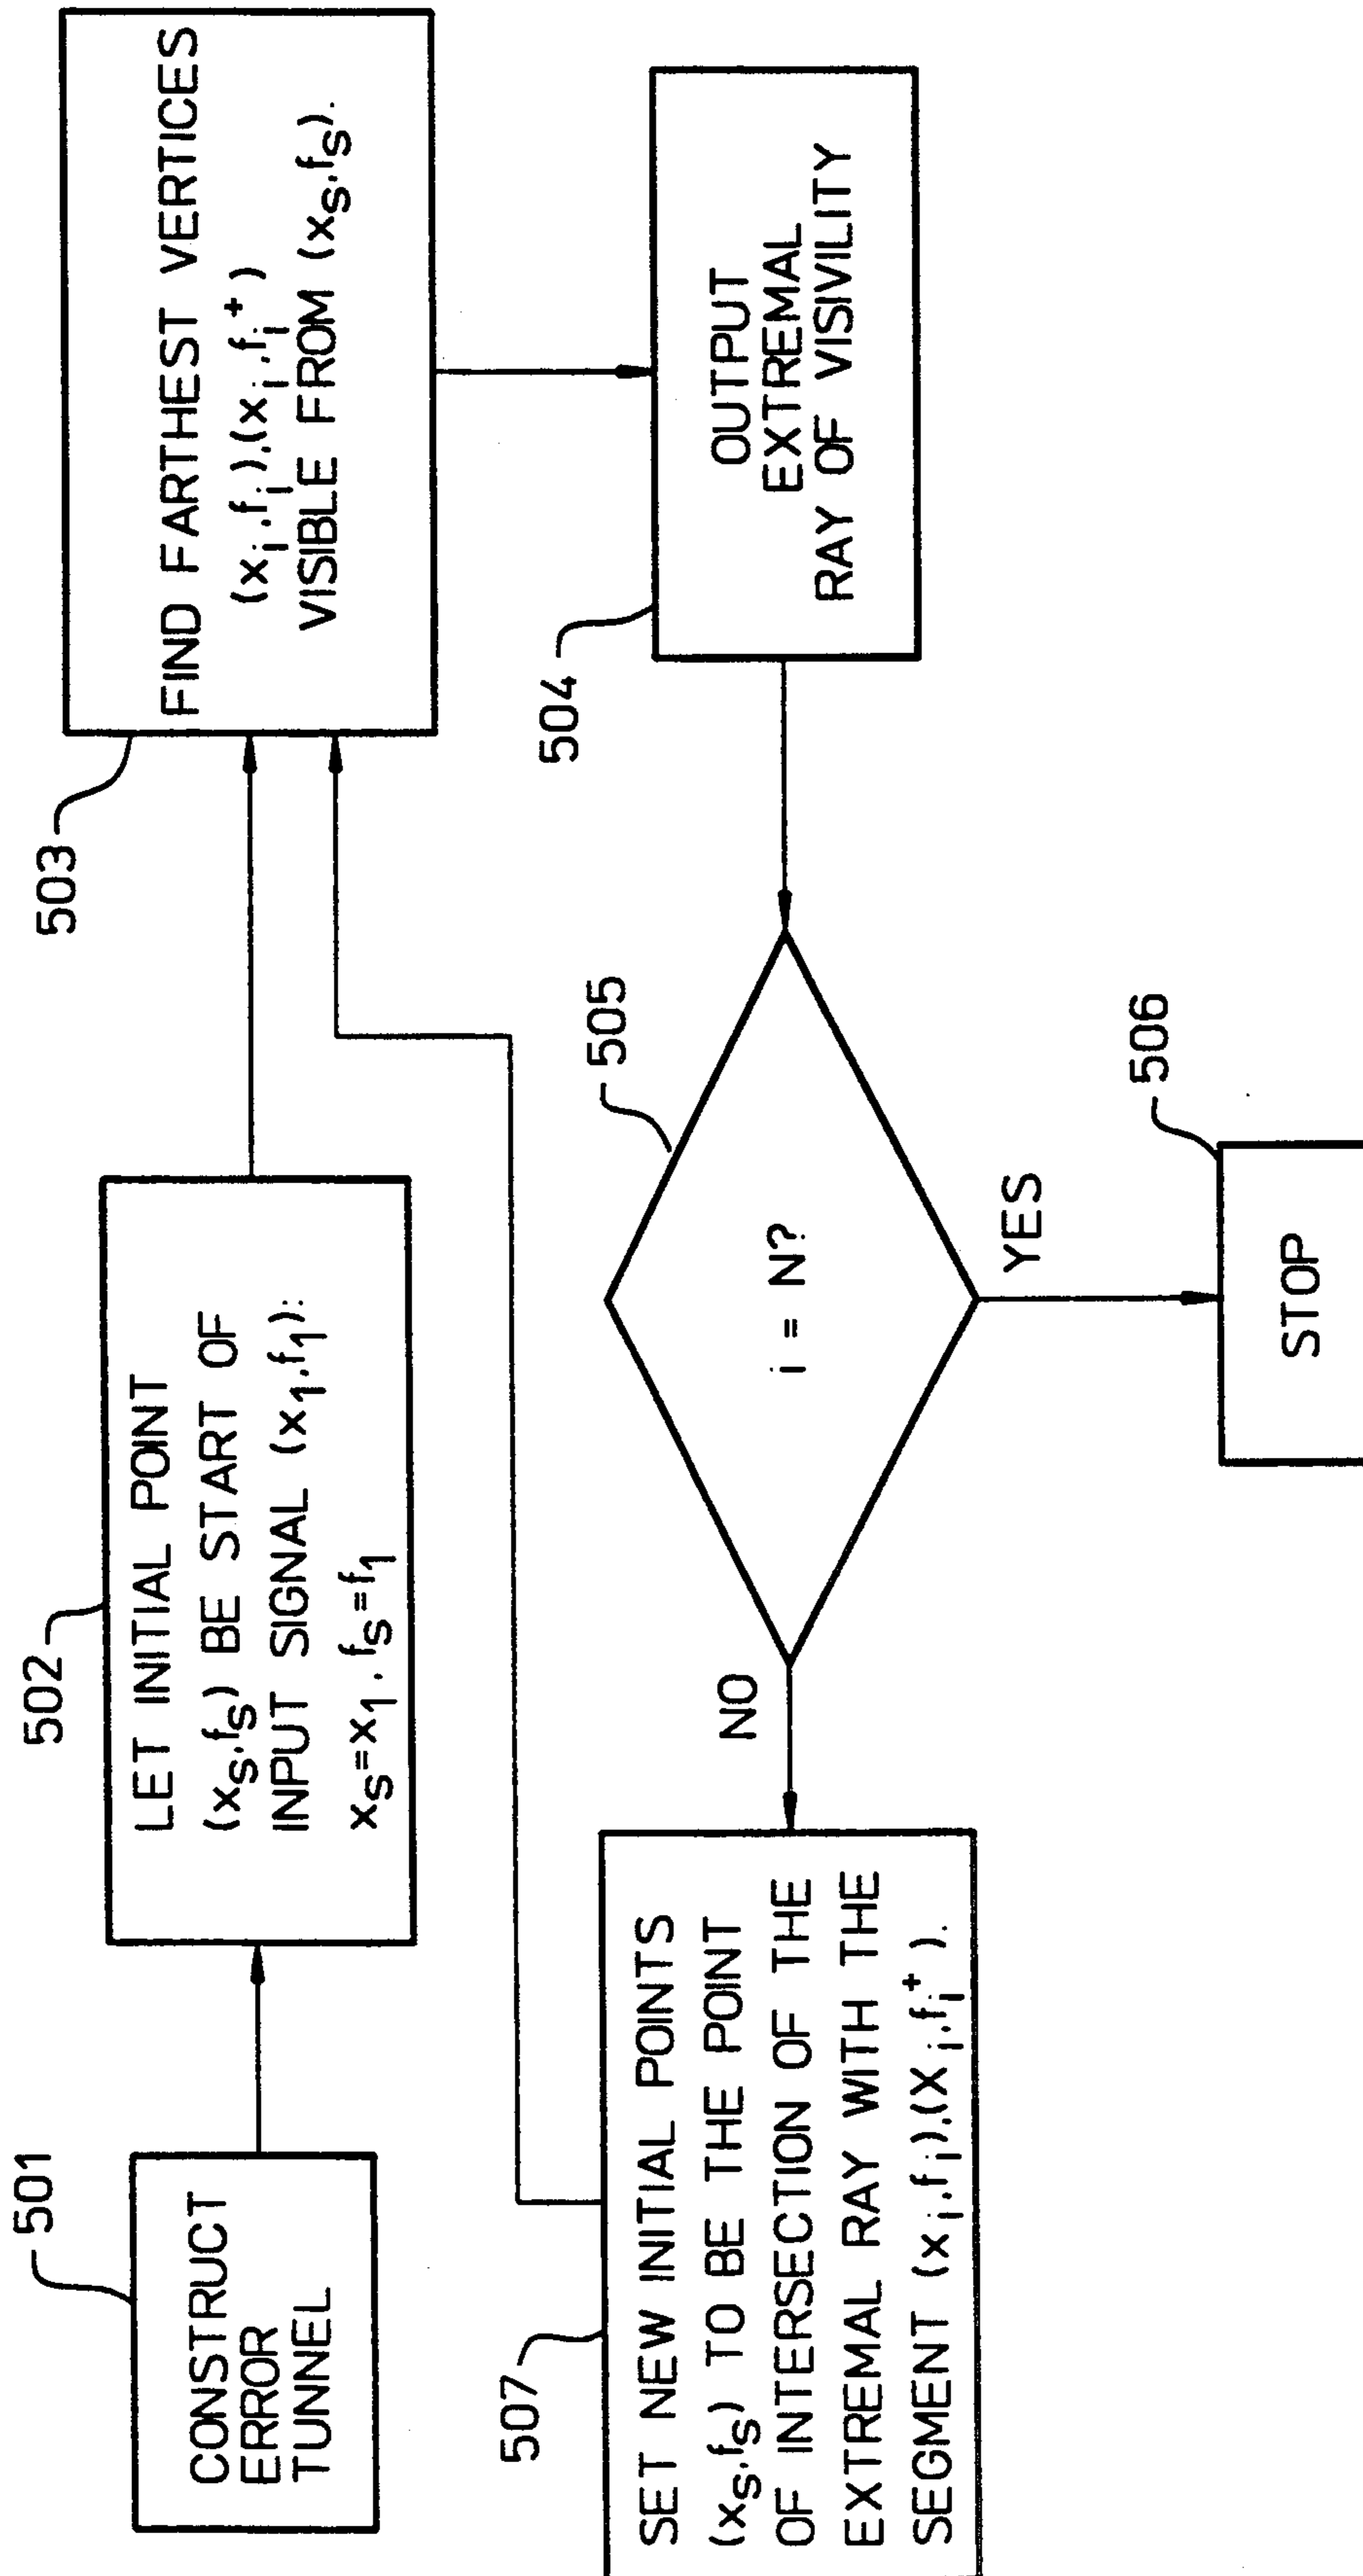 501
CONSTRUCT
ERROR
TUNNEL
502
LET INITIAL POINT
(xₛ,fₛ) BE START OF
INPUT SIGNAL (x₁,f₁):
xₛ=x₁, fₛ=f₁
503
FIND FARTHEST VERTICES
(xᵢ,fᵢ),(xᵢ,fᵢ⁺)
VISIBLE FROM (xₛ,fₛ).
504
OUTPUT
EXTREMAL
RAY OF VISIVILITY
505
i = N?
YES
506
STOP
NO
507
SET NEW INITIAL POINTS
(xₛ,fₛ) TO BE THE POINT
OF INTERSECTION OF THE
EXTREMAL RAY WITH THE
SEGMENT (xᵢ,fᵢ),(Xᵢ,fᵢ⁺).